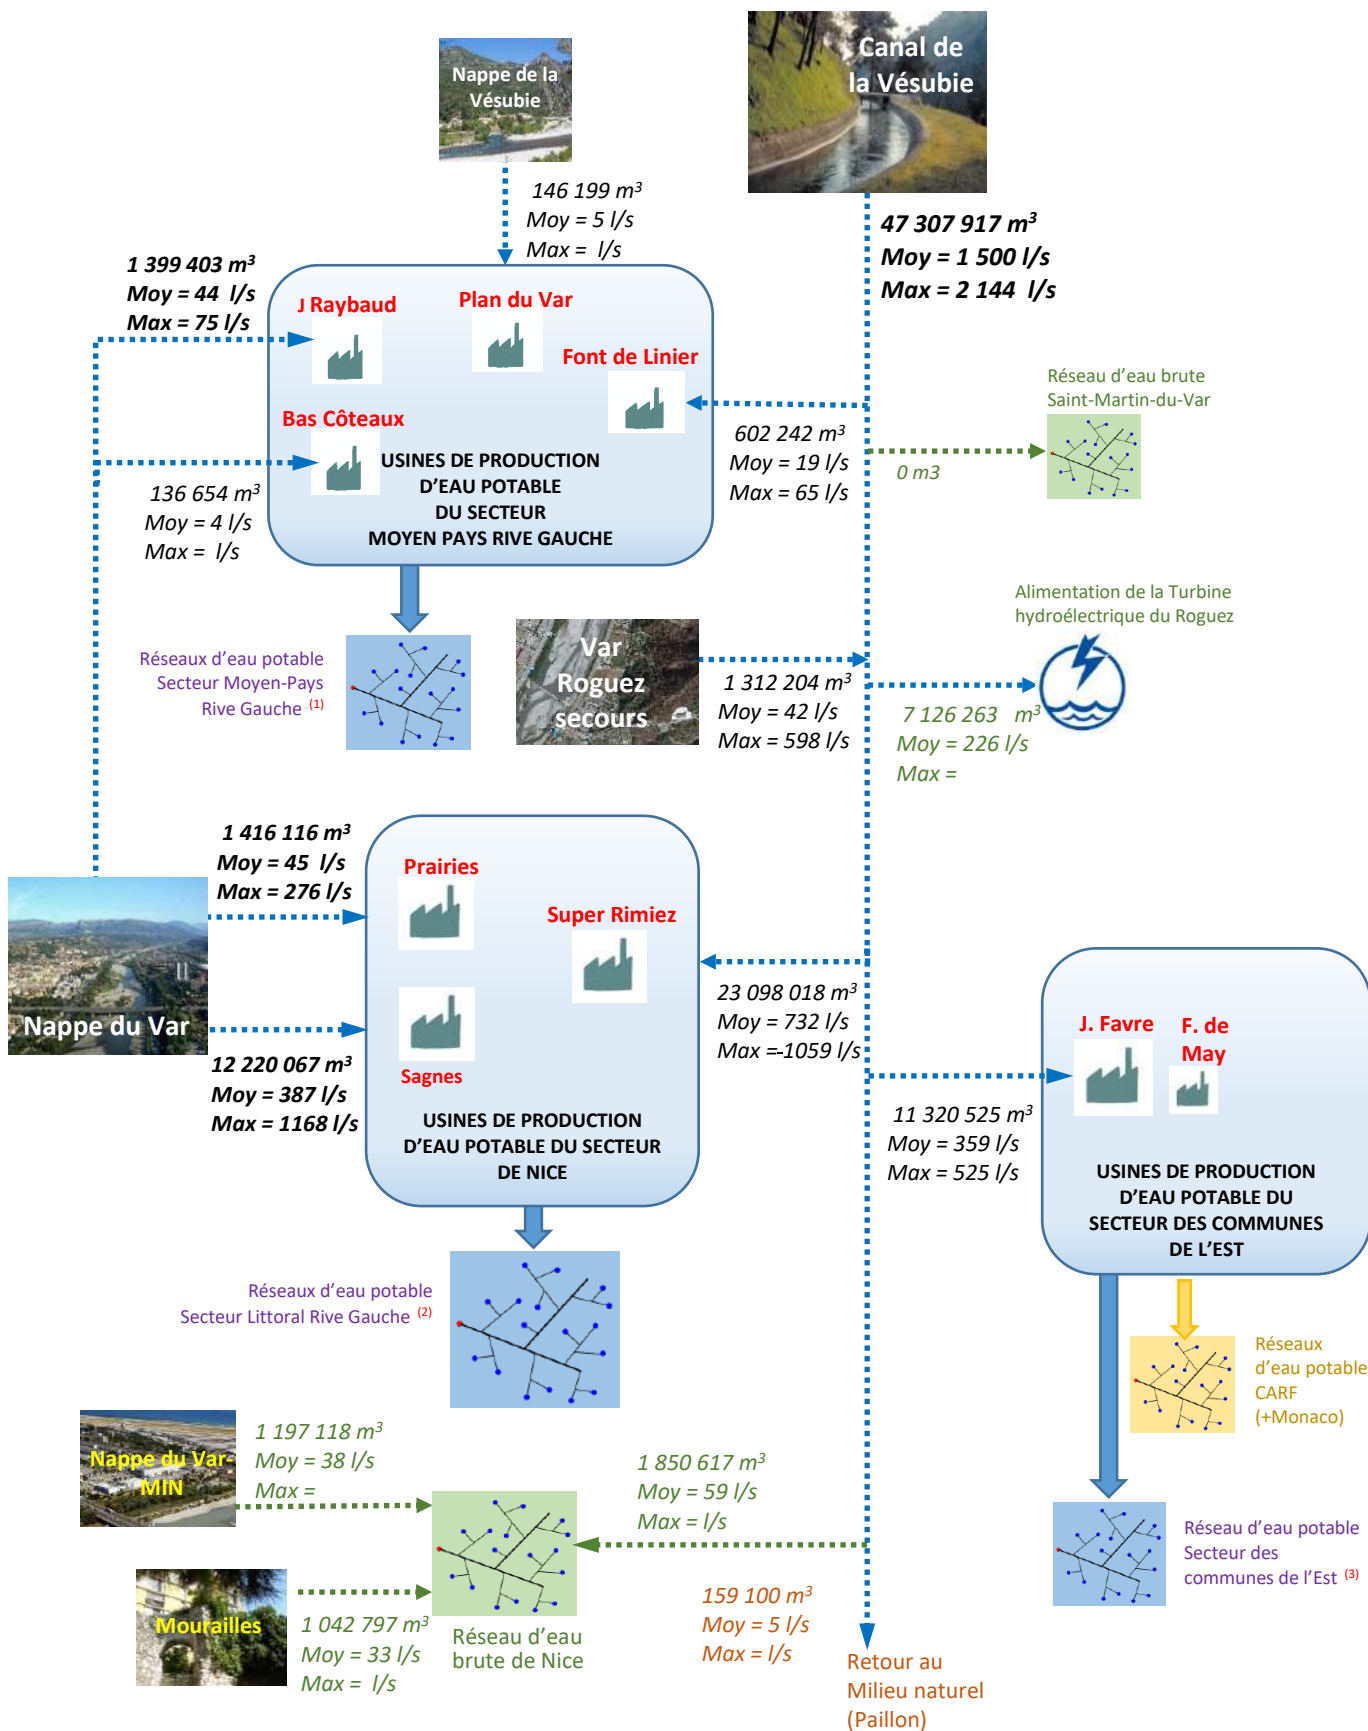 Nappe de la
Vésubie
Canal de
la Vésubie
146 199 m³
Moy = 5 l/s
Max =  l/s
47 307 917 m³
Moy = 1 500 l/s
Max = 2 144  l/s
1 399 403 m³
Moy = 44  l/s
Max = 75 l/s
J Raybaud
Plan du Var
Font de Linier
Bas Côteaux
USINES DE PRODUCTION
D'EAU POTABLE
DU SECTEUR
MOYEN PAYS RIVE GAUCHE
136 654 m³
Moy = 4 l/s
Max =  l/s
602 242 m³
Moy = 19 l/s
Max = 65 l/s
Réseau d'eau brute
Saint-Martin-du-Var
0 m3
Réseaux d'eau potable
Secteur Moyen-Pays
Rive Gauche (1)
Var
Roguez
secours
1 312 204 m³
Moy = 42 l/s
Max = 598 l/s
Alimentation de la Turbine
hydroélectrique du Roguez
7 126 263   m³
Moy = 226 l/s
Max =
1 416 116 m³
Moy = 45  l/s
Max = 276 l/s
Nappe du Var
12 220 067 m³
Moy = 387 l/s
Max = 1168 l/s
Prairies
Super Rimiez
Sagnes
USINES DE PRODUCTION
D'EAU POTABLE DU SECTEUR
DE NICE
23 098 018 m³
Moy = 732 l/s
Max = 1059 l/s
J. Favre
F. de
May
11 320 525 m³
Moy = 359 l/s
Max = 525 l/s
USINES DE PRODUCTION
D'EAU POTABLE DU
SECTEUR DES COMMUNES
DE L'EST
Réseaux d'eau potable
Secteur Littoral Rive Gauche (2)
Réseaux
d'eau potable
CARF
(+Monaco)
Nappe du Var-
MIN
1 197 118 m³
Moy = 38 l/s
Max =
1 850 617 m³
Moy = 59 l/s
Max = l/s
Réseau d'eau potable
Secteur des
communes de l'Est (3)
Mourailles
1 042 797 m³
Moy = 33 l/s
Max =  l/s
Réseau d'eau
brute de Nice
159 100 m³
Moy = 5 l/s
Max = l/s
Retour au
Milieu naturel
(Paillon)